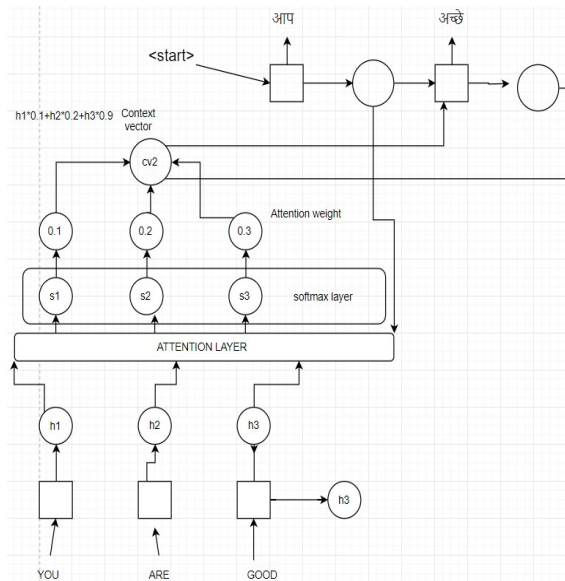 आप
अच्छे
<start>
h1*0.1+h2*0.2+h3*0.9
Context
vector
cv2
Attention weight
0.1
0.2
0.3
s1
s2
s3
softmax layer
ATTENTION LAYER
h1
h2
h3
h3
YOU
ARE
GOOD